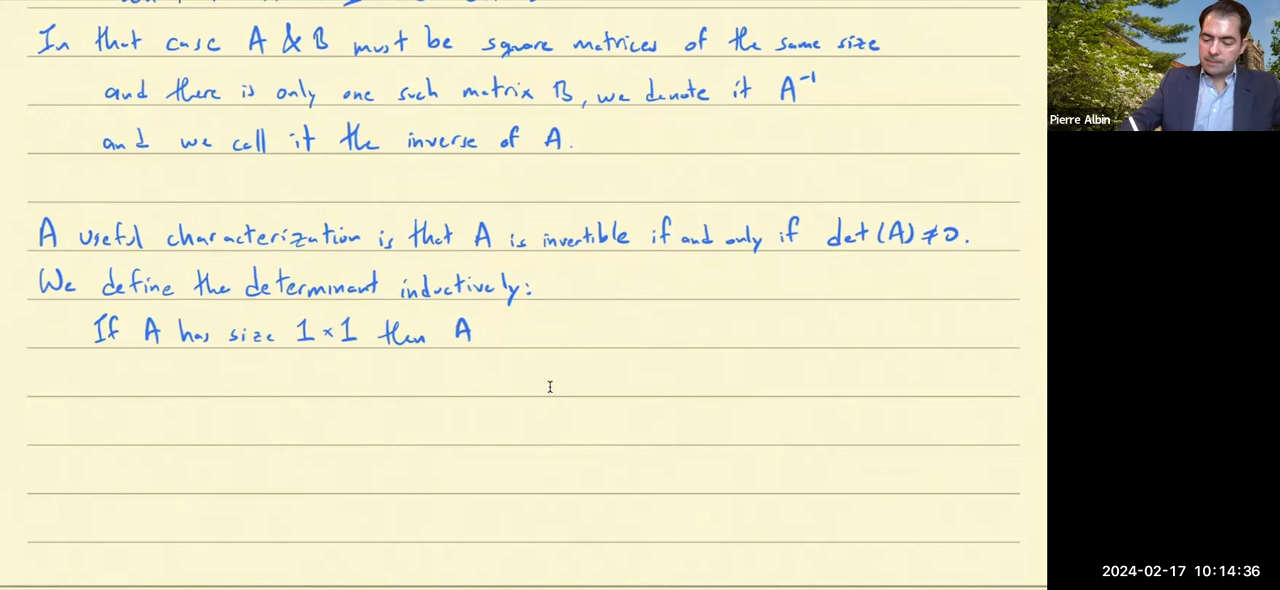 In that case A & B must be square matrices of the same size
and there is only one such matrix B, we denote it A⁻¹
and we call it the inverse of A.
A useful characterization is that A is invertible if and only if det(A) ≠ 0.
We define the determinant inductively:
If A has size 1×1 then A
Pierre Albin
2024-02-17 10:14:36